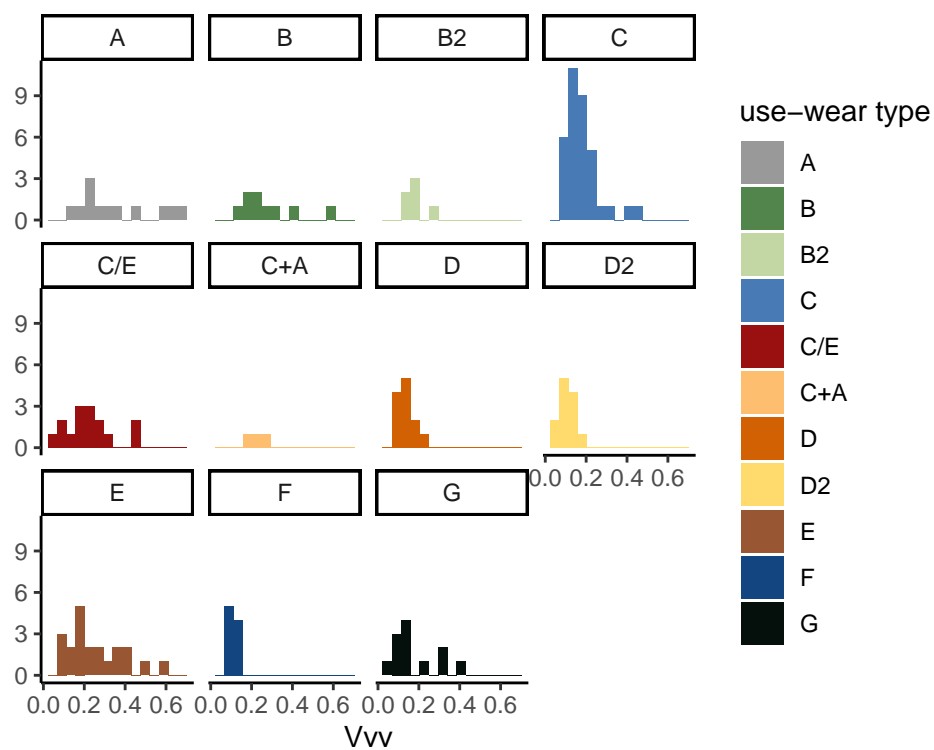 A B B2 C
9
6
3
0
C/E C+A D D2
9
6
3
0
0.0 0.2 0.4 0.6
E F G
9
6
3
0
0.0 0.2 0.4 0.6 0.0 0.2 0.4 0.6 0.0 0.2 0.4 0.6
Vvv
use−wear type
A
B
B2
C
C/E
C+A
D
D2
E
F
G